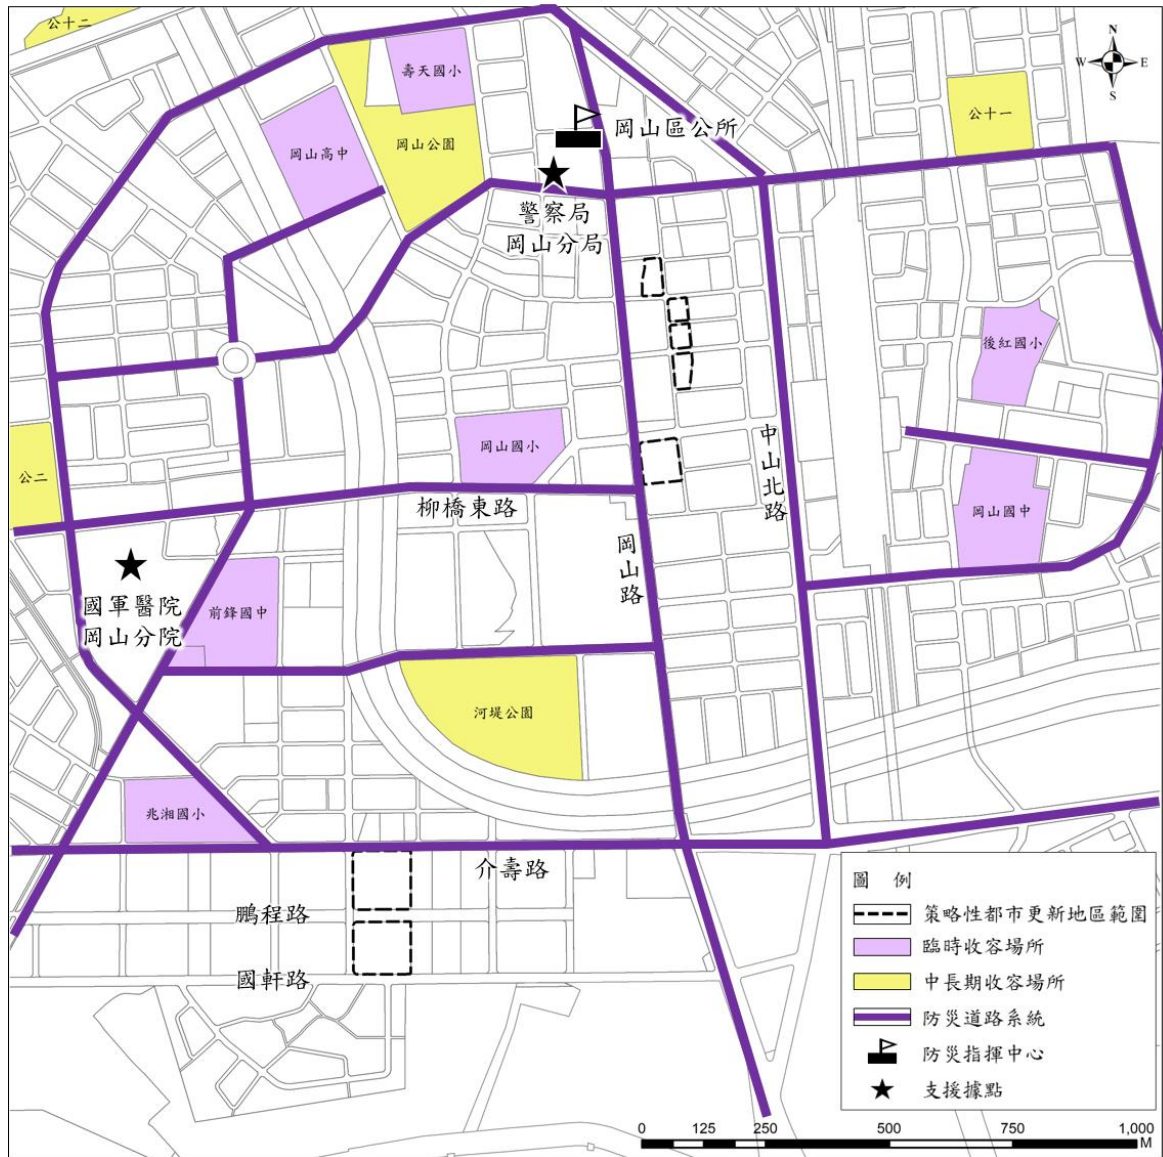 公十二
N
W
E
S
壽天國小
公十一
岡山區公所
岡山高中
岡山公園
警察局
岡山分局
後紅國小
中山北路
岡山國小
公二
柳橋東路
岡山國中
岡山路
國軍醫院
岡山分院
前鋒國中
河堤公園
兆湘國小
介壽路
鵬程路
國軒路
圖 例
策略性都市更新地區範圍
臨時收容場所
中長期收容場所
防災道路系統
防災指揮中心
支援據點
0 125 250 500 750 1,000
M